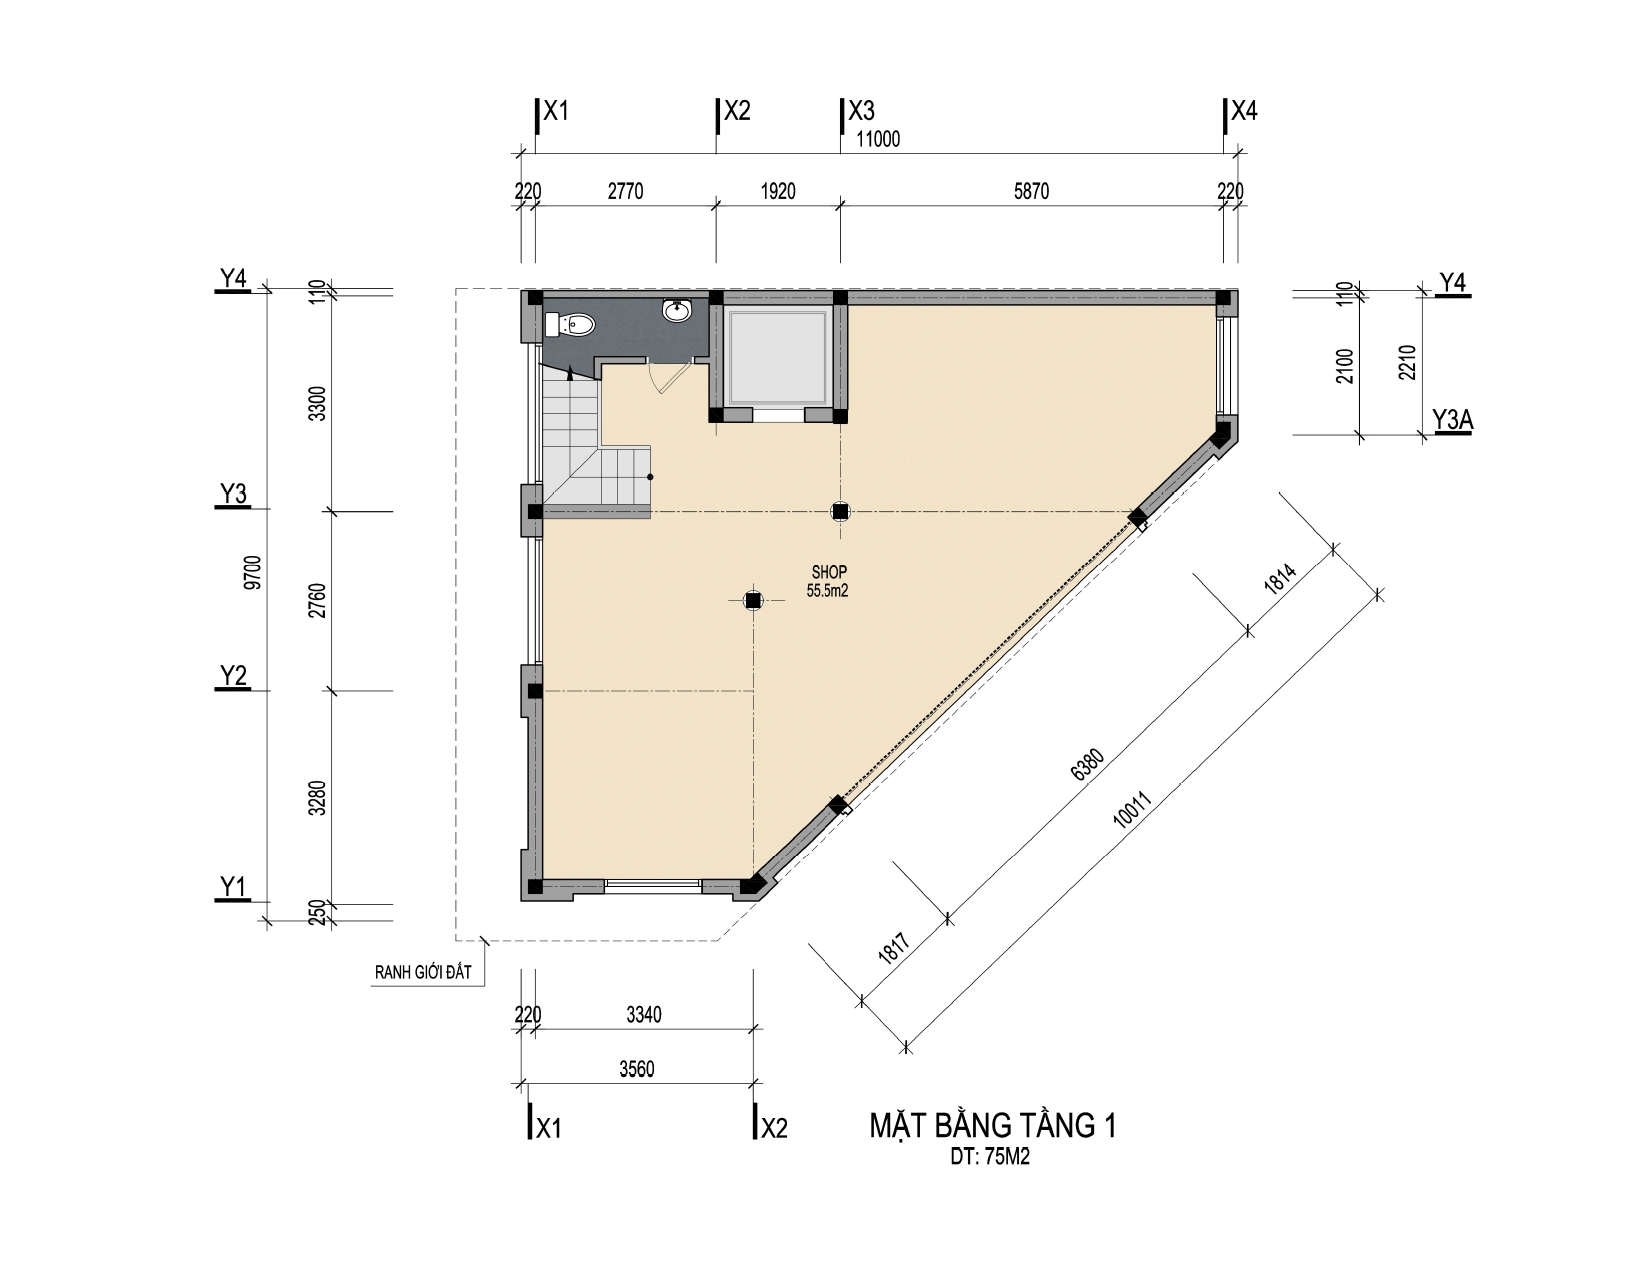 X1
X2
X3
X4
11000
220
2770
1920
5870
220
Y4
110
Y4
110
3300
2100
2210
Y3A
Y3
9700
2760
SHOP
55.5m2
1814
Y2
6380
10011
3280
Y1
250
1817
RANH GIỚI ĐẤT
220
3340
3560
X1
X2
MẶT BẰNG TẦNG 1
DT: 75M2